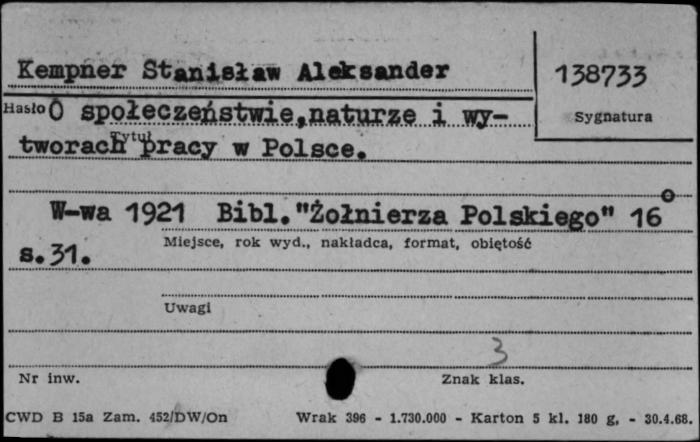 Kempner Stanisław Aleksander
138733
Hasło O społeczeństwie,naturze i wy-
Sygnatura
Tytuł
tworach pracy w Polsce.
W-wa 1921 Bibl."Żołnierza Polskiego" 16°
Miejsce, rok wyd., nakładca, format, objętość
s.31.
Uwagi
3
Nr inw.
Znak klas.
CWD B 15a Zam. 452/DW/On Wrak 396 - 1.730.000 - Karton 5 kl. 180 g, - 30.4.68.